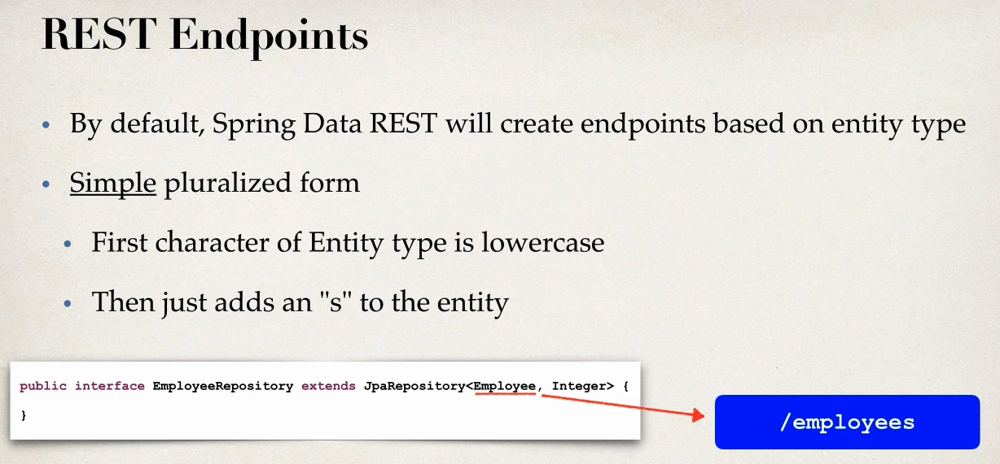 REST Endpoints
• By default, Spring Data REST will create endpoints based on entity type
• Simple pluralized form
• First character of Entity type is lowercase
• Then just adds an "s" to the entity
public interface EmployeeRepository extends JpaRepository<Employee, Integer> {
}
/employees